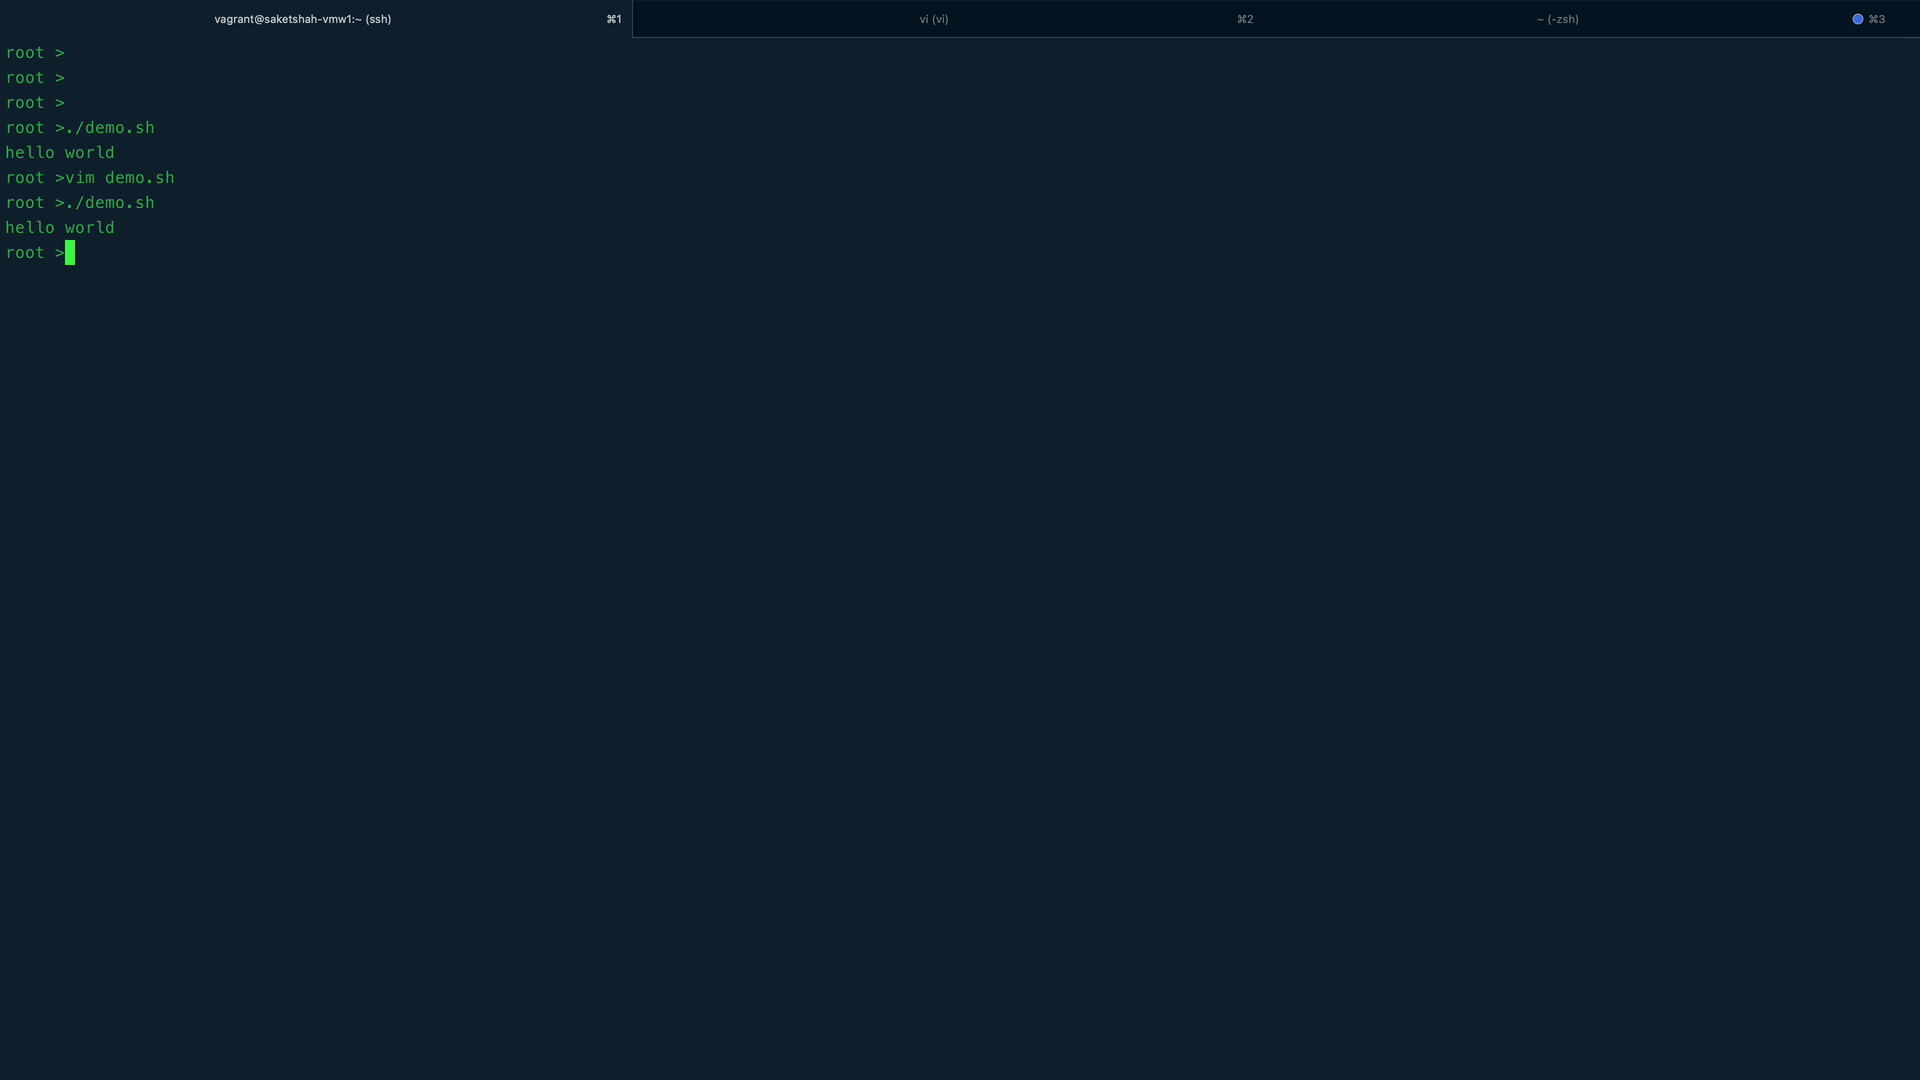 vagrant@saketshah-vmw1:~ (ssh) ⌘1 vi (vi) ⌘2 ~ (-zsh) ⌘3
root >
root >
root >
root >./demo.sh
hello world
root >vim demo.sh
root >./demo.sh
hello world
root >